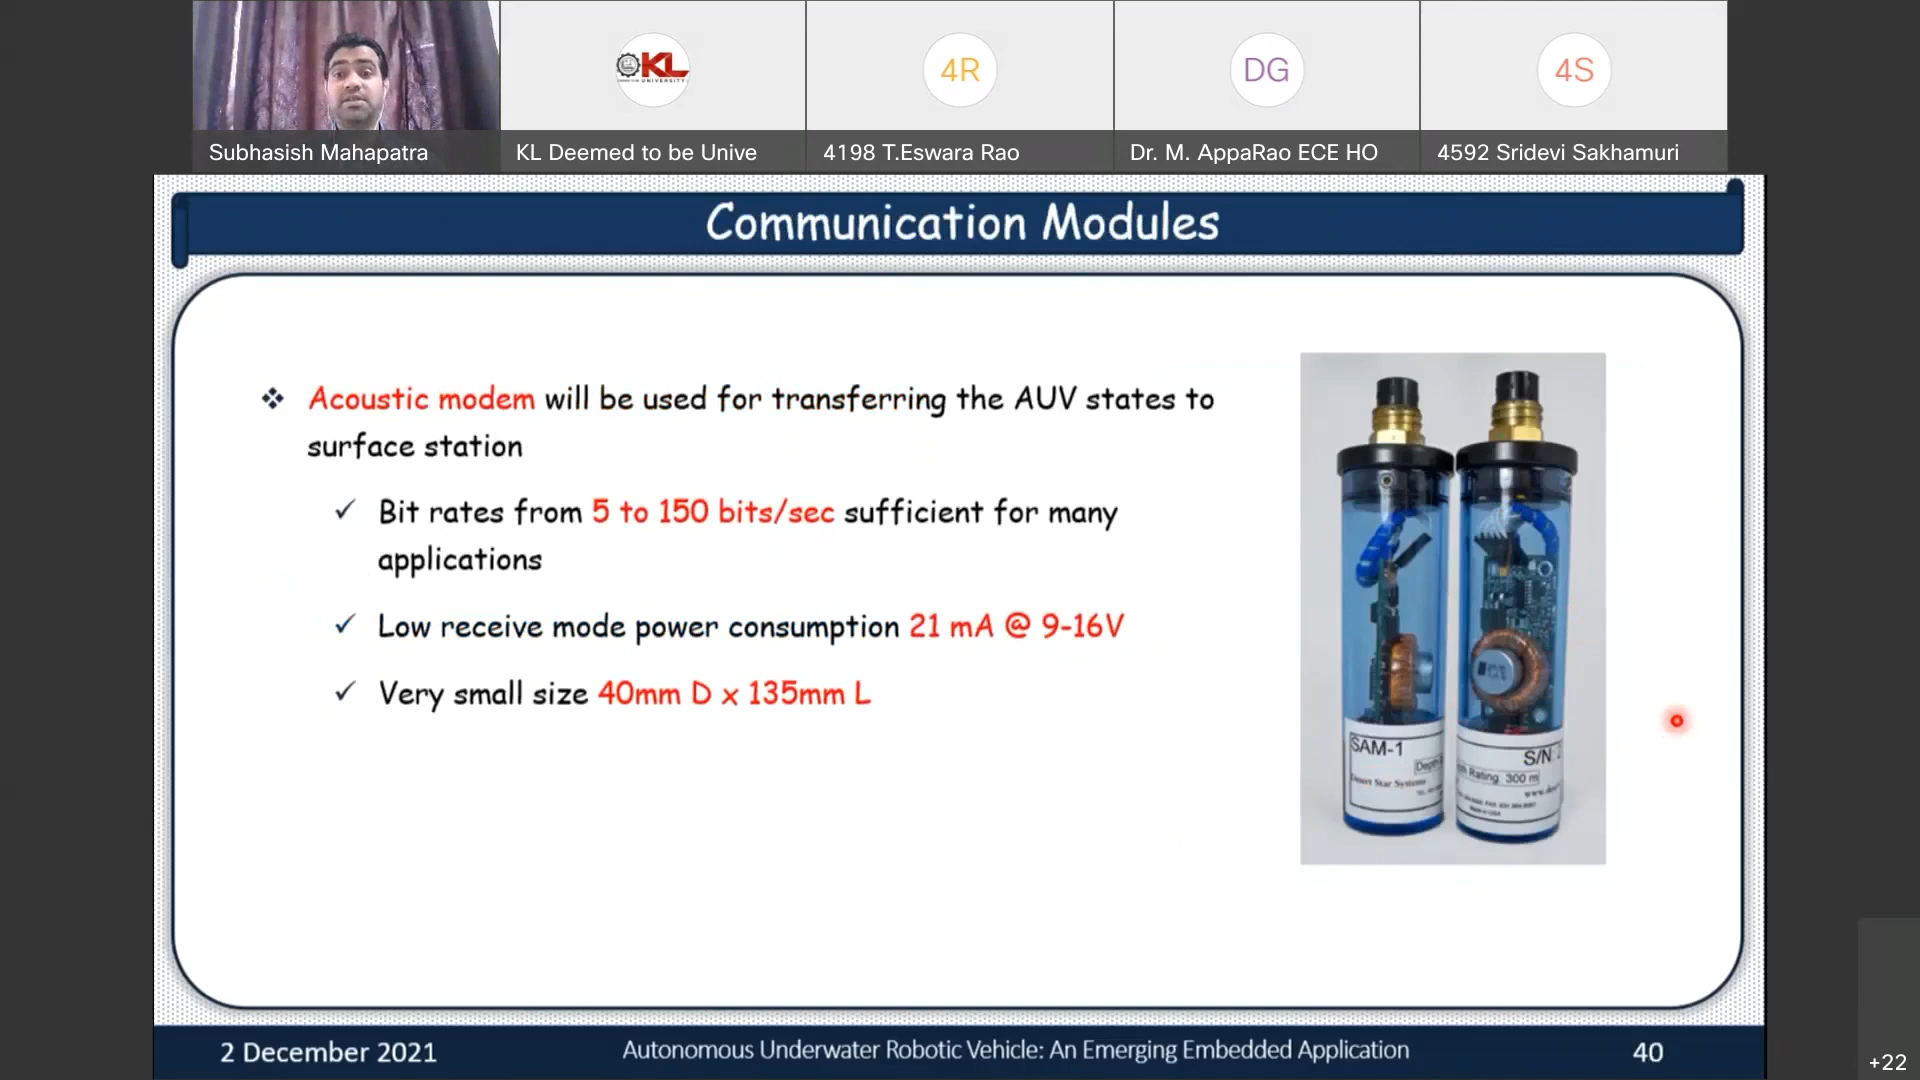 KL
UNIVERSITY
4R
DG
4S
Subhasish Mahapatra
KL Deemed to be Unive
4198 T.Eswara Rao
Dr. M. AppaRao ECE HO
4592 Sridevi Sakhamuri
Communication Modules
Acoustic modem will be used for transferring the AUV states to
surface station
Bit rates from 5 to 150 bits/sec sufficient for many
applications
Low receive mode power consumption 21 mA @ 9-16V
Very small size 40mm D x 135mm L
SAM-1
Desert Star Systems
S/N:
Rating 300 m
2 December 2021
Autonomous Underwater Robotic Vehicle: An Emerging Embedded Application
40
+22